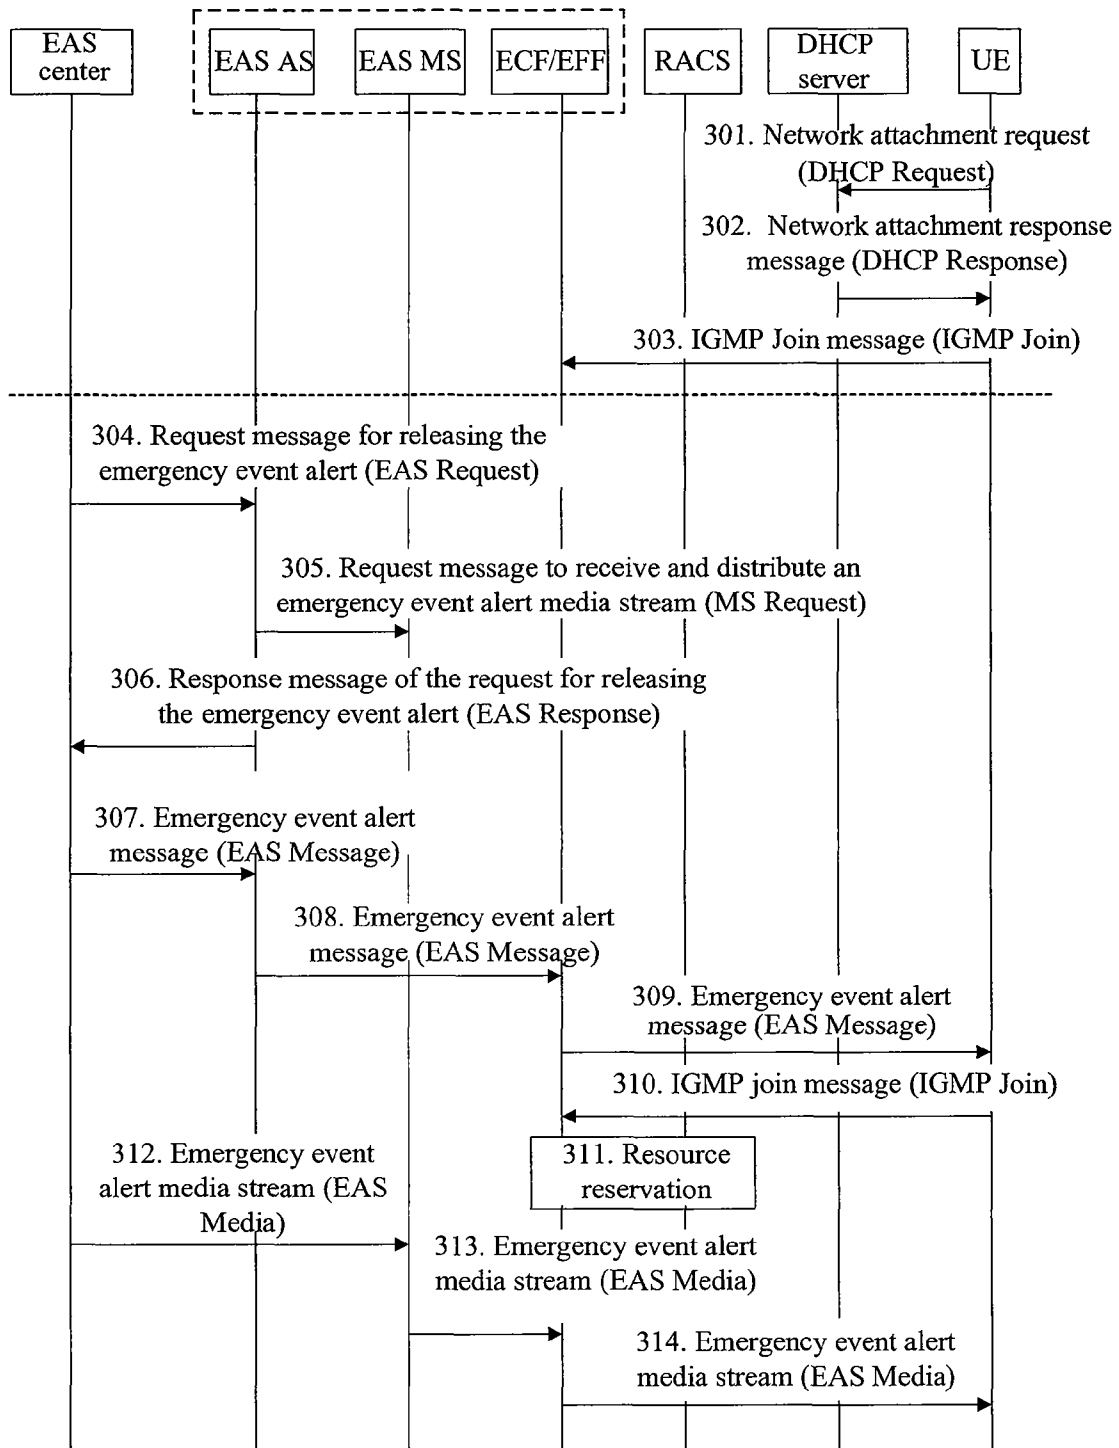 EAS
center
EAS AS
EAS MS
ECF/EFF
RACS
DHCP
server
UE
301. Network attachment request
(DHCP Request)
302. Network attachment response
message (DHCP Response)
303. IGMP Join message (IGMP Join)
304. Request message for releasing the
emergency event alert (EAS Request)
305. Request message to receive and distribute an
emergency event alert media stream (MS Request)
306. Response message of the request for releasing
the emergency event alert (EAS Response)
307. Emergency event alert
message (EAS Message)
308. Emergency event alert
message (EAS Message)
309. Emergency event alert
message (EAS Message)
310. IGMP join message (IGMP Join)
311. Resource
reservation
312. Emergency event
alert media stream (EAS
Media)
313. Emergency event alert
media stream (EAS Media)
314. Emergency event alert
media stream (EAS Media)